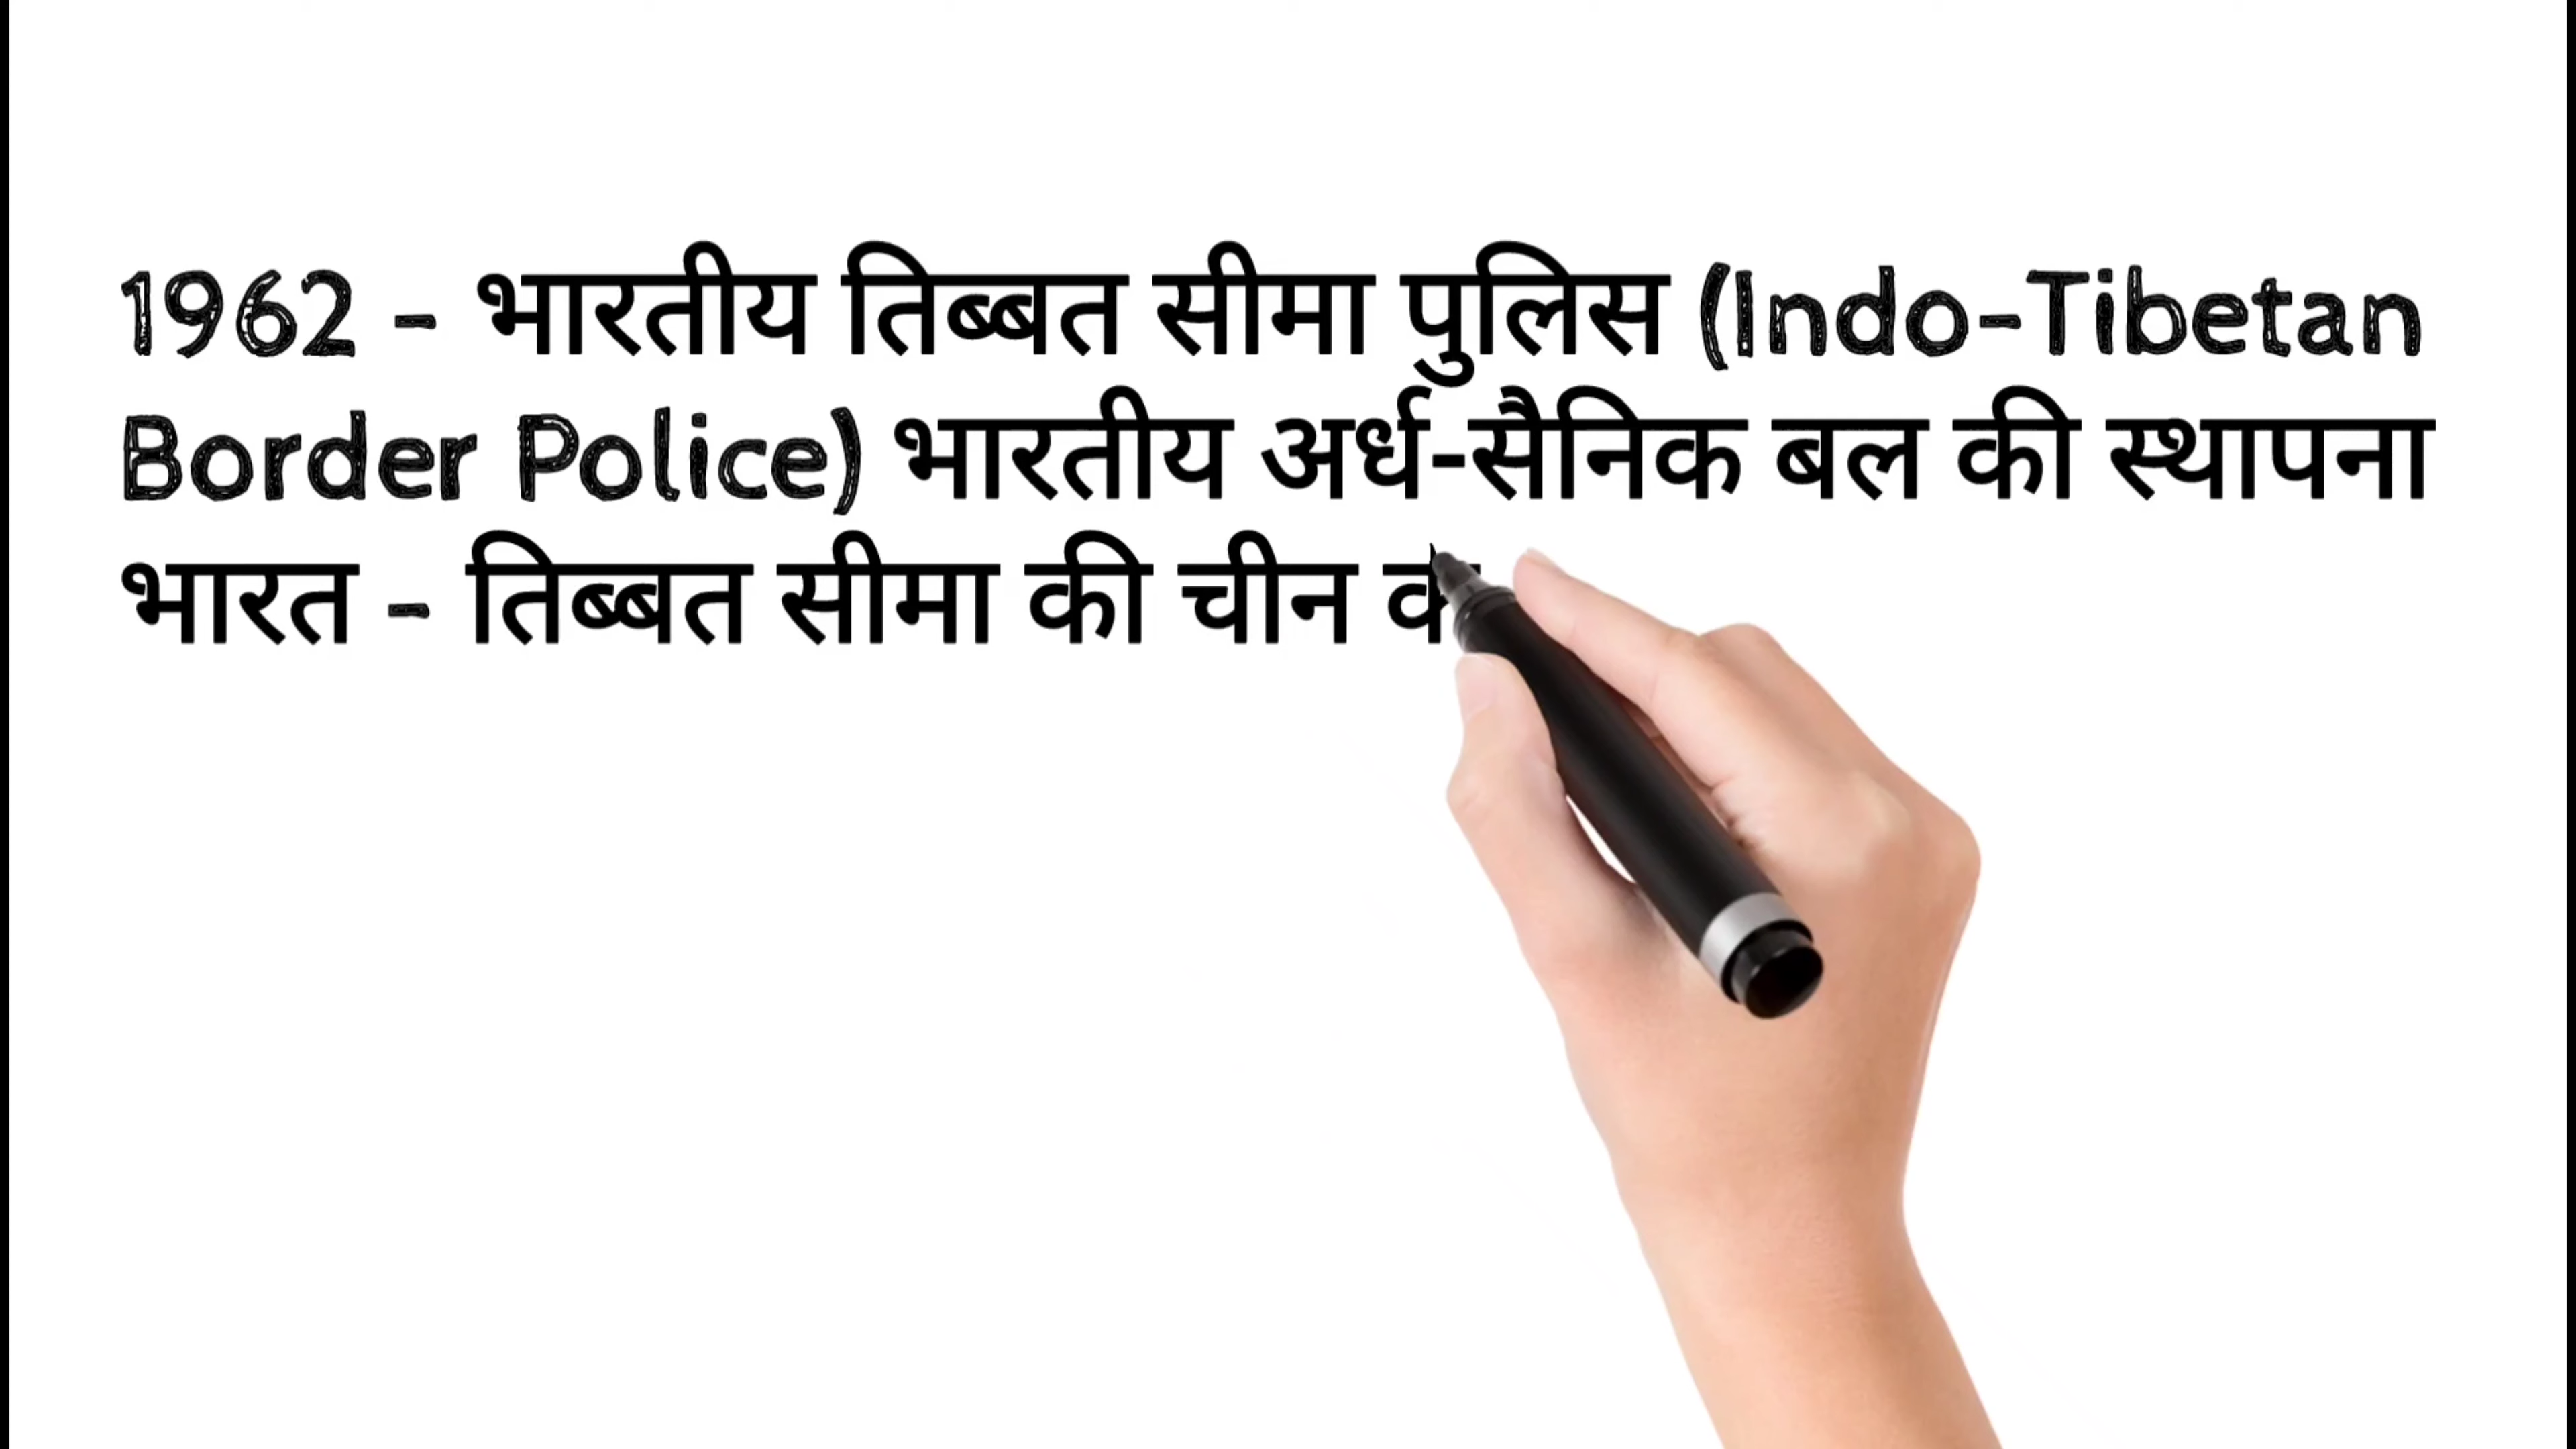 1962 - भारतीय तिब्बत सीमा पुलिस (Indo-Tibetan
Border Police) भारतीय अर्ध-सैनिक बल की स्थापना
भारत - तिब्बत सीमा की चीन